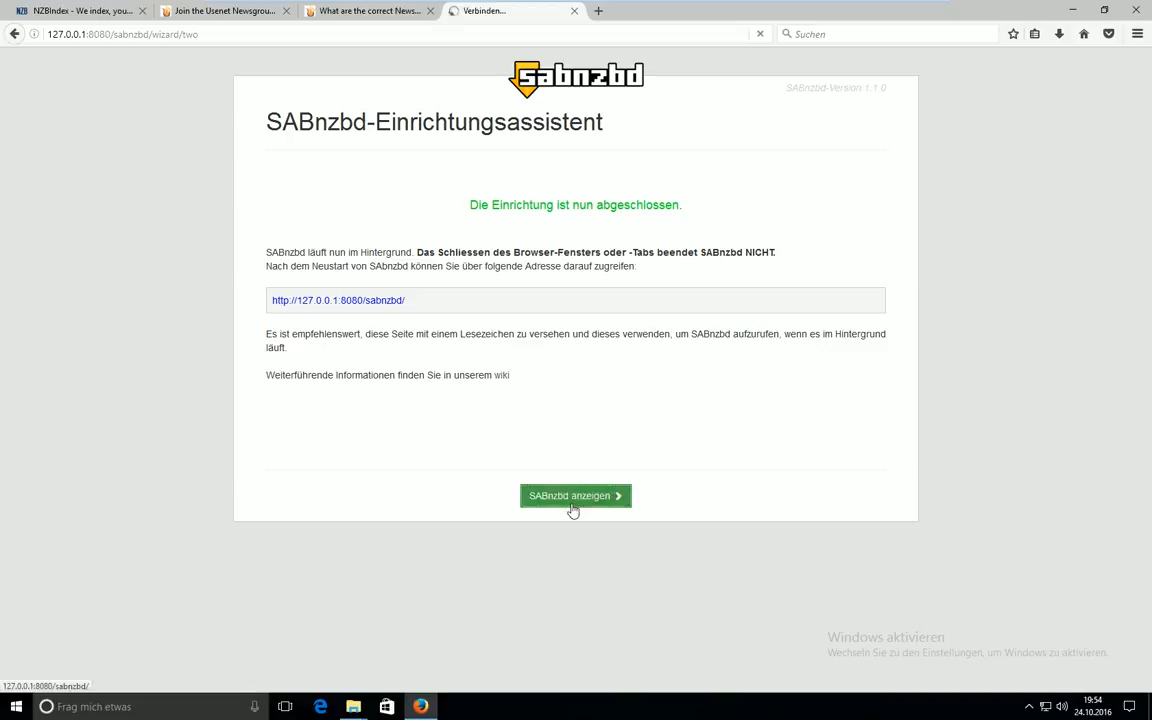 NZB NZBIndex - We index, you...
Join the Usenet Newsgrou...
What are the correct News...
Verbinden...
127.0.0.1:8080/sabnzbd/wizard/two
Suchen
sabnzbd
SABnzbd-Version 1.1.0
SABnzbd-Einrichtungsassistent
Die Einrichtung ist nun abgeschlossen.
SABnzbd läuft nun im Hintergrund. Das Schliessen des Browser-Fensters oder -Tabs beendet SABnzbd NICHT.
Nach dem Neustart von SAbnzbd können Sie über folgende Adresse darauf zugreifen:
http://127.0.0.1:8080/sabnzbd/
Es ist empfehlenswert, diese Seite mit einem Lesezeichen zu versehen und dieses verwenden, um SABnzbd aufzurufen, wenn es im Hintergrund
läuft.
Weiterführende Informationen finden Sie in unserem wiki
SABnzbd anzeigen
Windows aktivieren
Wechseln Sie zu den Einstellungen, um Windows zu aktivieren.
127.0.0.1:8080/sabnzbd/
Frag mich etwas
19:54
24.10.2016